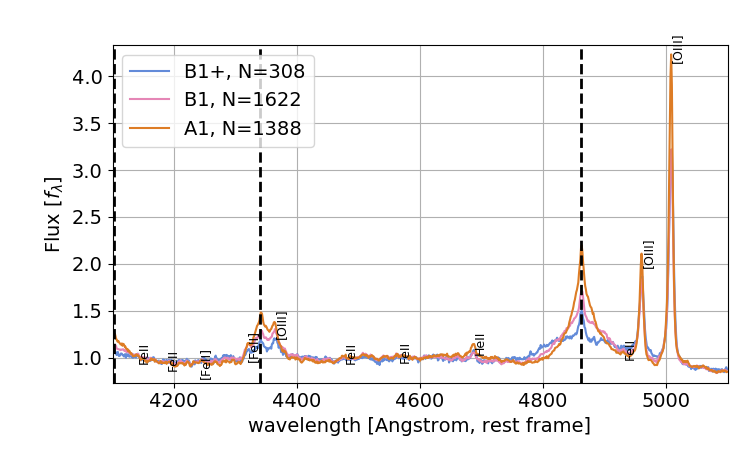 B1+, N=308
B1, N=1622
A1, N=1388
Flux [fλ]
4.0
3.5
3.0
2.5
2.0
1.5
1.0
FeII
FeII
[FeII]
[FeII]
[OIII]
FeII
FeII
HeII
FeII
[OIII]
[OIII]
4200
4400
4600
4800
5000
wavelength [Angstrom, rest frame]